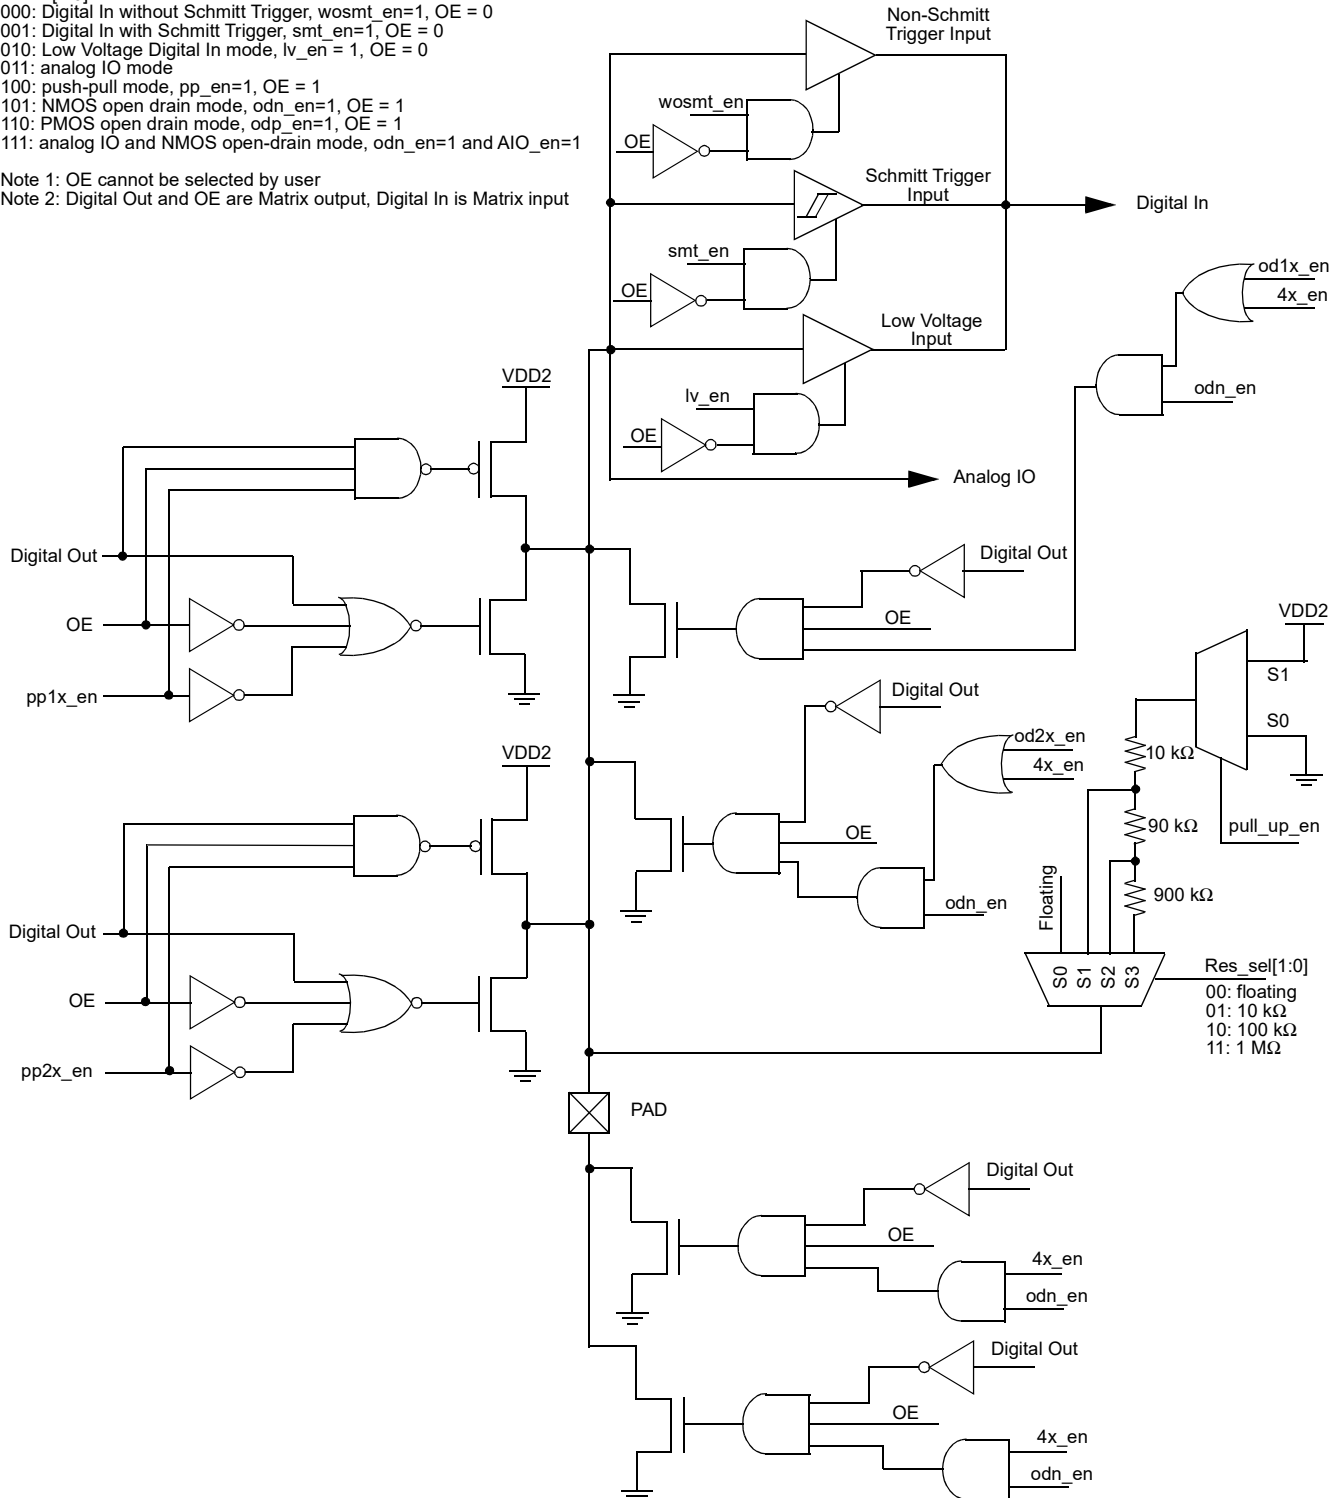 000: Digital In without Schmitt Trigger, wosmt_en=1, OE = 0
001: Digital In with Schmitt Trigger, smt_en=1, OE = 0
010: Low Voltage Digital In mode, lv_en = 1, OE = 0
011: analog IO mode
100: push-pull mode, pp_en=1, OE = 1
101: NMOS open drain mode, odn_en=1, OE = 1
110: PMOS open drain mode, odp_en=1, OE = 1
111: analog IO and NMOS open-drain mode, odn_en=1 and AIO_en=1
Note 1: OE cannot be selected by user
Note 2: Digital Out and OE are Matrix output, Digital In is Matrix input
Non-Schmitt
Trigger Input
wosmt_en
OE
Schmitt Trigger
Input
Digital In
smt_en
OE
od1x_en
4x_en
Low Voltage
Input
lv_en
OE
odn_en
Analog IO
VDD2
Digital Out
OE
pp1x_en
Digital Out
OE
VDD2
S1
S0
10 kΩ
90 kΩ
900 kΩ
pull_up_en
Digital Out
od2x_en
4x_en
OE
odn_en
VDD2
Digital Out
OE
pp2x_en
Floating
S0
S1
S2
S3
Res_sel[1:0]
00: floating
01: 10 kΩ
10: 100 kΩ
11: 1 MΩ
PAD
Digital Out
OE
4x_en
odn_en
Digital Out
OE
4x_en
odn_en